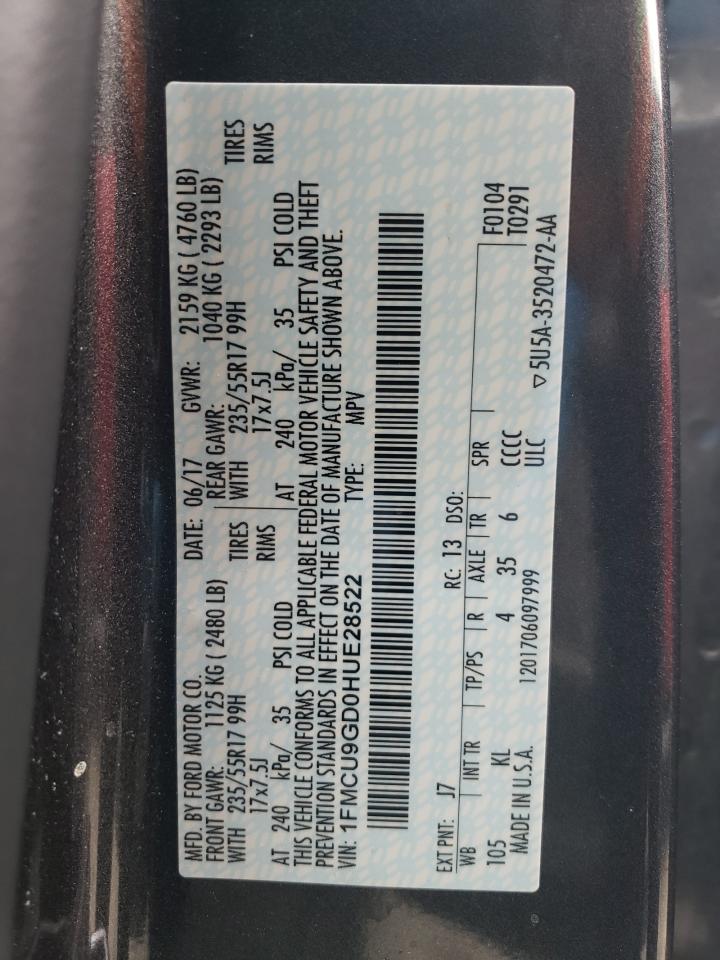 MFD. BY FORD MOTOR CO. DATE: 06/17 GVWR: 2159 KG ( 4760 LB)
FRONT GAWR: 1125 KG ( 2480 LB) REAR GAWR: 1040 KG ( 2293 LB)
WITH 235/55R17 99H TIRES WITH 235/55R17 99H TIRES
17x7.5J RIMS 17x7.5J RIMS
AT 240 kPa/ 35 PSI COLD AT 240 kPa/ 35 PSI COLD
THIS VEHICLE CONFORMS TO ALL APPLICABLE FEDERAL MOTOR VEHICLE SAFETY AND THEFT
PREVENTION STANDARDS IN EFFECT ON THE DATE OF MANUFACTURE SHOWN ABOVE.
VIN: 1FMCU9GD0HUE28522 TYPE: MPV
EXT PNT: J7 RC: 13 DSO:
WB INT TR TP/PS R AXLE TR SPR F0104
105 KL 4 35 6 CCCC T0291
MADE IN U.S.A. 1201706097999 ULC ▽5U5A-3520472-AA